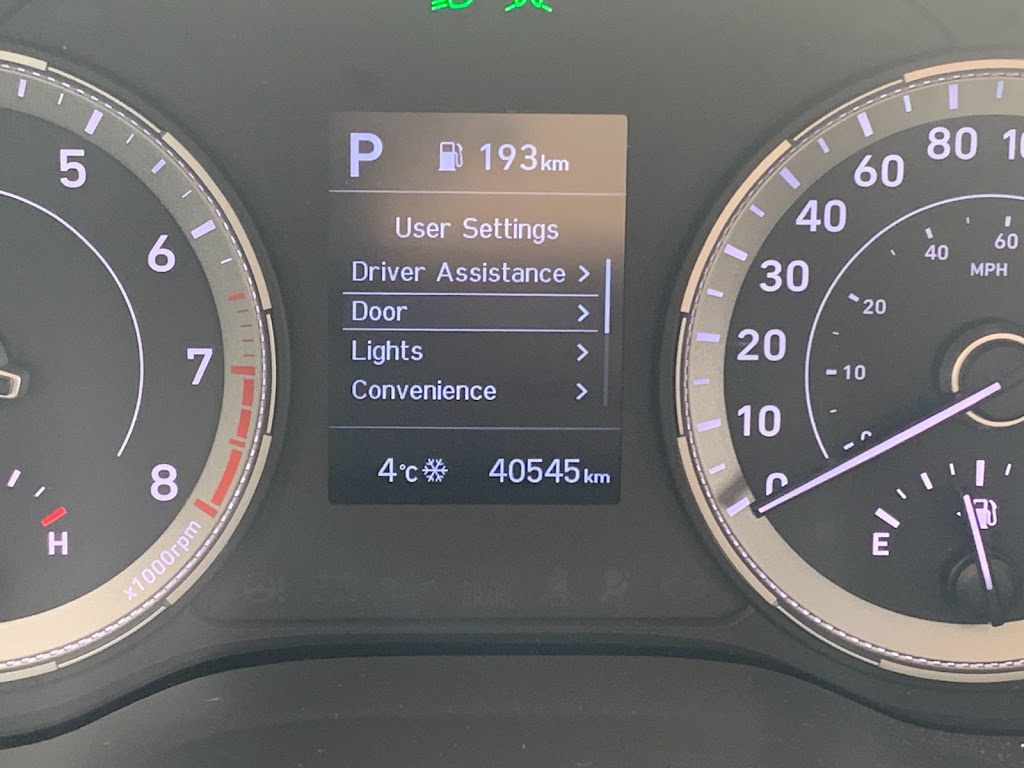 P 193km
User Settings
Driver Assistance >
Door >
Lights >
Convenience >
4°C 40545km
5
6
7
8
x1000rpm
H
0
10
20
30
40
60
80
10
20
40
60
MPH
E